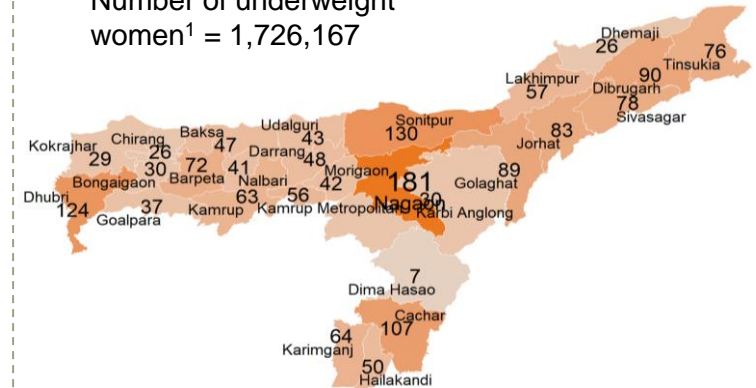 Number of underweight
women¹ = 1,726,167
Dhemaji
26
76
Tinsukia
Lakhimpur
57
90
Dibrugarh
78
Sivasagar
Sonitpur
130
83
Jorhat
Udalguri
43
Baksa
47
Chirang
26
Kokrajhar
29
Darrang
48
30
Bongaigaon
72
Barpeta
41
Nalbari
Morigaon
42
181
Nagaon
89
Golaghat
30
Karbi Anglong
Dhubri
124
37
Goalpara
63
Kamrup
56
Kamrup Metropolitan
7
Dima Hasao
Cachar
107
64
Karimganj
50
Hailakandi